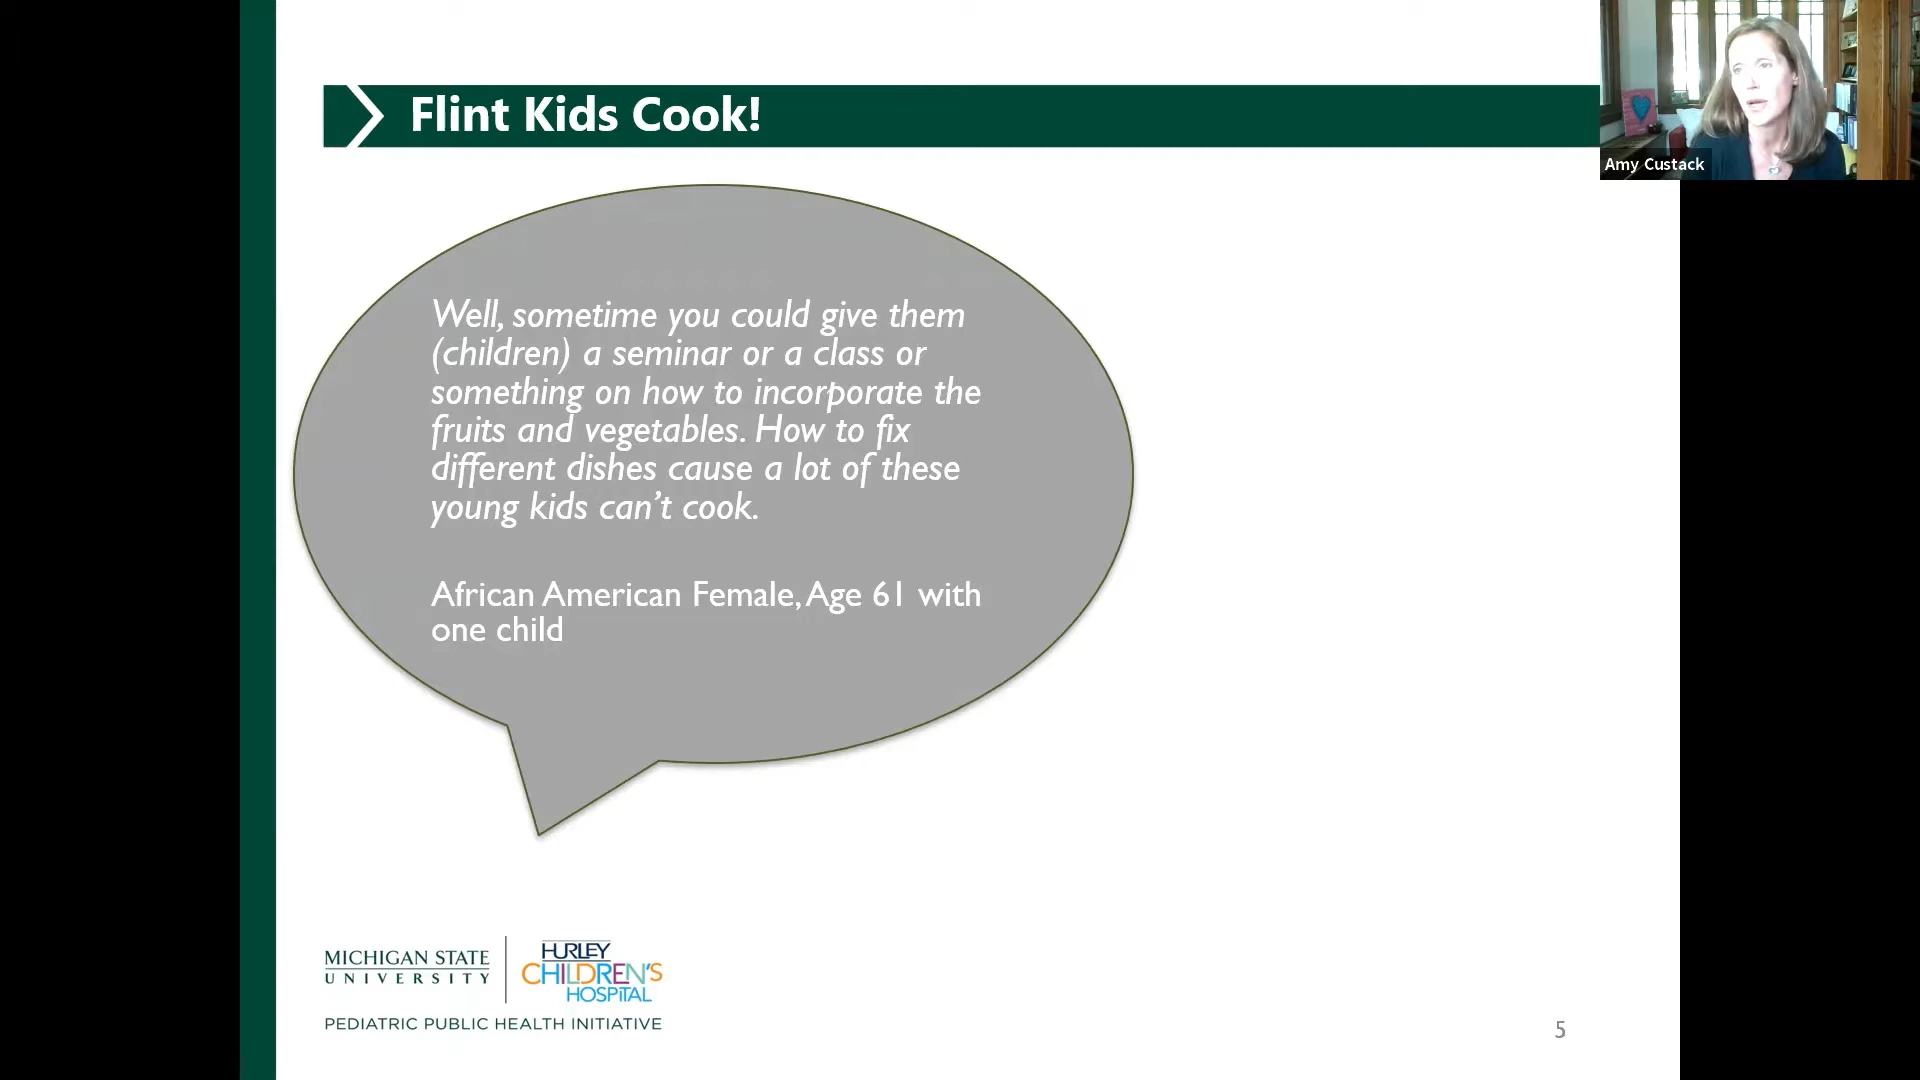 Flint Kids Cook!
Amy Custack
Well, sometime you could give them
(children) a seminar or a class or
something on how to incorporate the
fruits and vegetables. How to fix
different dishes cause a lot of these
young kids can’t cook.
African American Female, Age 61 with
one child
MICHIGAN STATE
UNIVERSITY
HURLEY
CHILDREN'S
HOSPITAL
PEDIATRIC PUBLIC HEALTH INITIATIVE
5